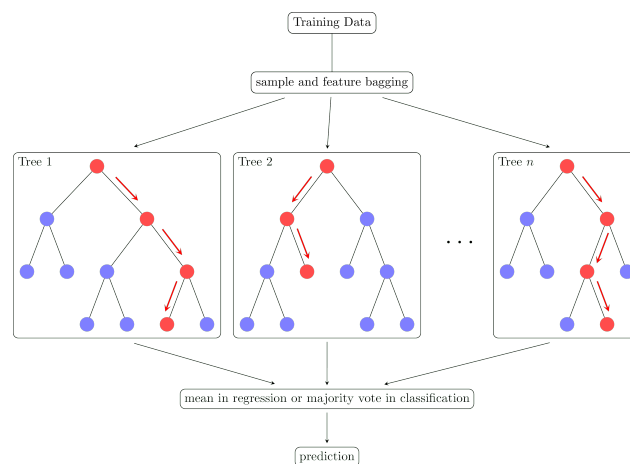 Training Data
sample and feature bagging
Tree 1
Tree 2
Tree n
...
mean in regression or majority vote in classification
prediction